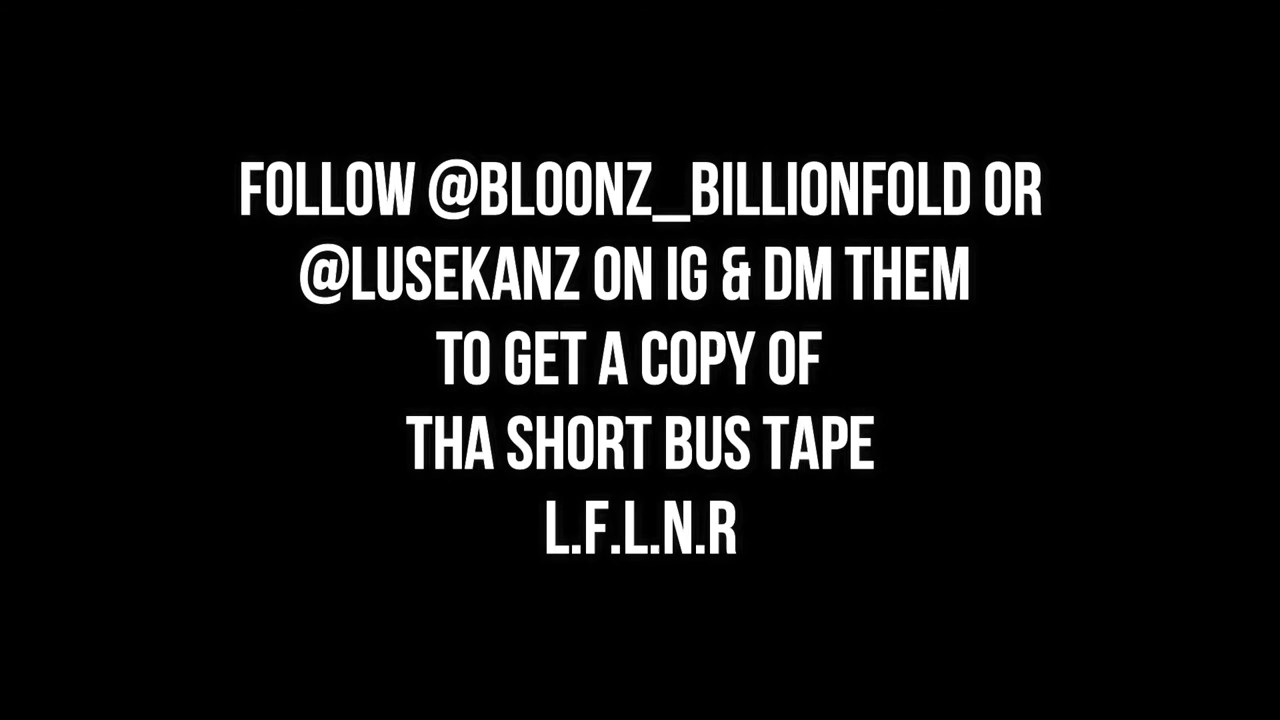 FOLLOW @BLOONZ_BILLIONFOLD OR
@LUSEKANZ ON IG & DM THEM
TO GET A COPY OF
THA SHORT BUS TAPE
L.F.L.N.R